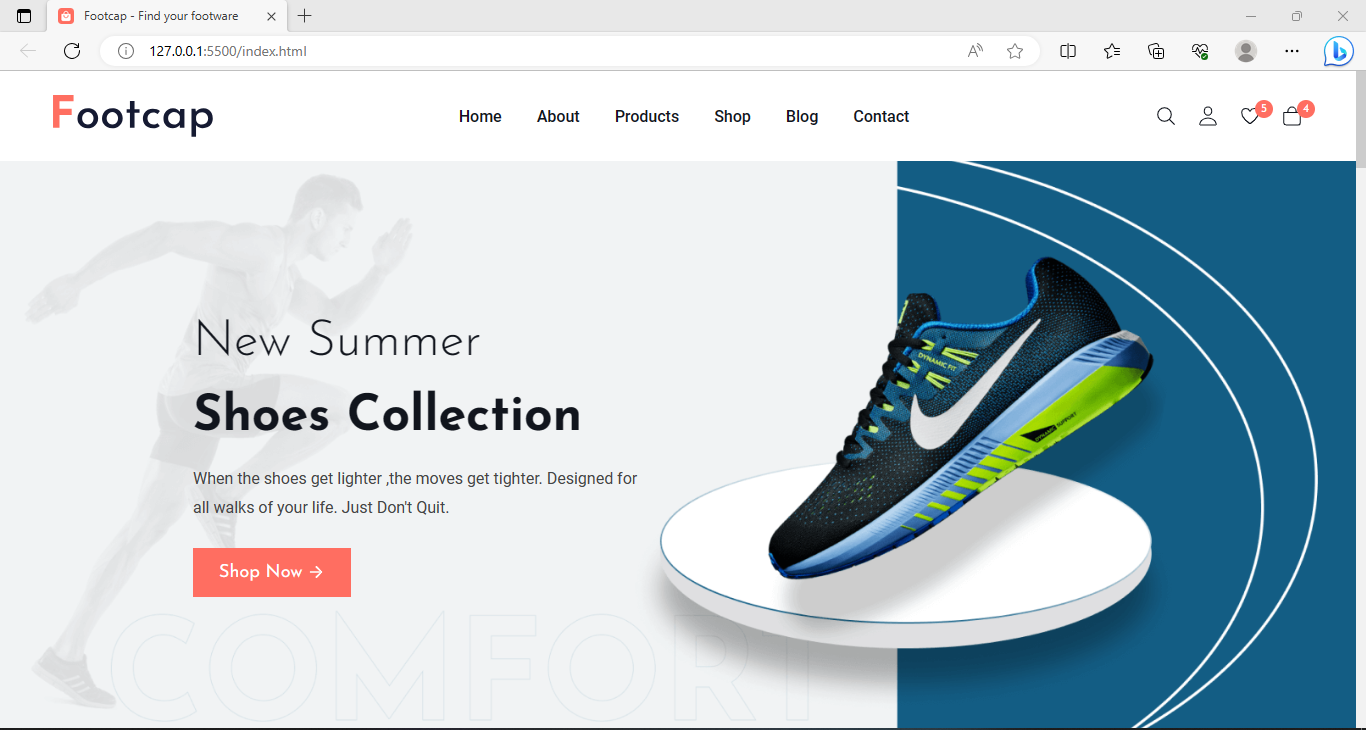 Footcap - Find your footware
127.0.0.1:5500/index.html
Footcap
Home About Products Shop Blog Contact
5 4
New Summer
Shoes Collection
When the shoes get lighter ,the moves get tighter. Designed for
all walks of your life. Just Don't Quit.
Shop Now →
DYNAMIC FIT
DYNAMIC SUPPORT
COMFORT